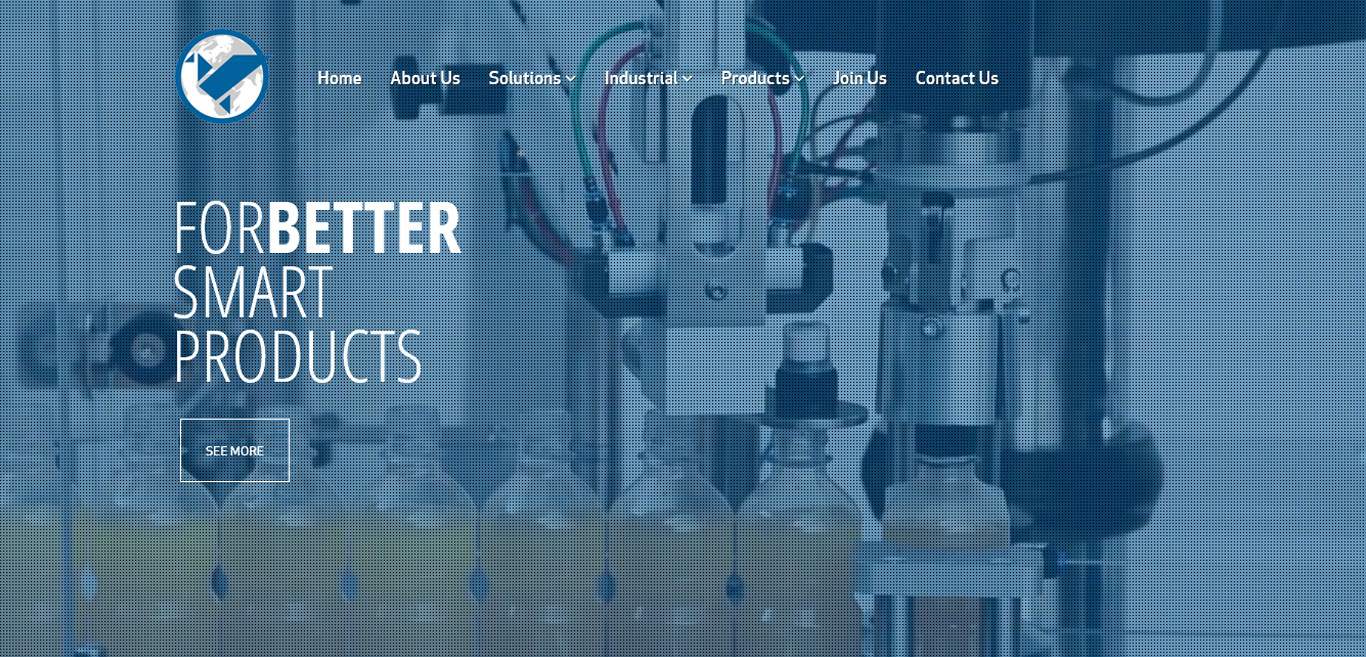 Home About Us Solutions Industrial Products Join Us Contact Us
FORBETTER
SMART
PRODUCTS
SEE MORE